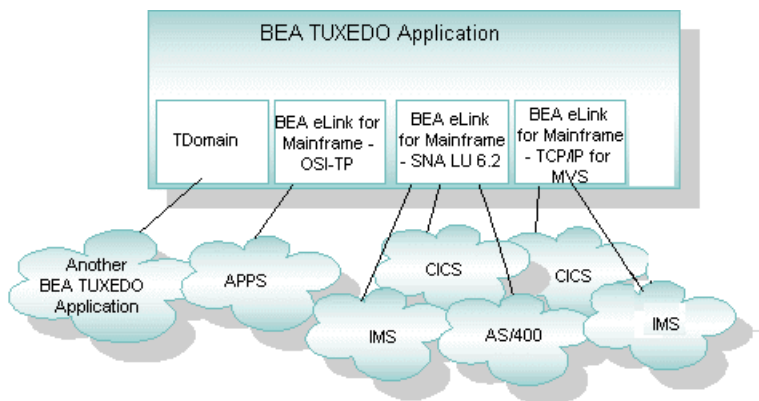 BEA TUXEDO Application
TDomain
BEA eLink for
Mainframe -
OSI-TP
BEA eLink
for Mainframe
- SNA LU 6.2
BEA eLink
for Mainframe
- TCP/IP for
MVS
Another
BEA TUXEDO
Application
APPS
CICS
CICS
IMS
AS/400
IMS